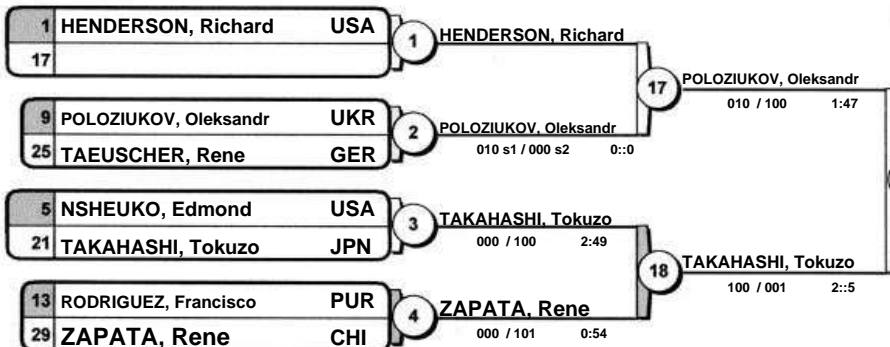 1 HENDERSON, Richard USA
17
1
HENDERSON, Richard
9 POLOZIUKOV, Oleksandr UKR
25 TAEUSCHER, Rene GER
2
POLOZIUKOV, Oleksandr
010 s1 / 000 s2 0::0
17
POLOZIUKOV, Oleksandr
010 / 100 1:47
5 NSHEUKO, Edmond USA
21 TAKAHASHI, Tokuzo JPN
3
TAKAHASHI, Tokuzo
000 / 100 2:49
13 RODRIGUEZ, Francisco PUR
29 ZAPATA, Rene CHI
4
ZAPATA, Rene
000 / 101 0:54
18
TAKAHASHI, Tokuzo
100 / 001 2::5